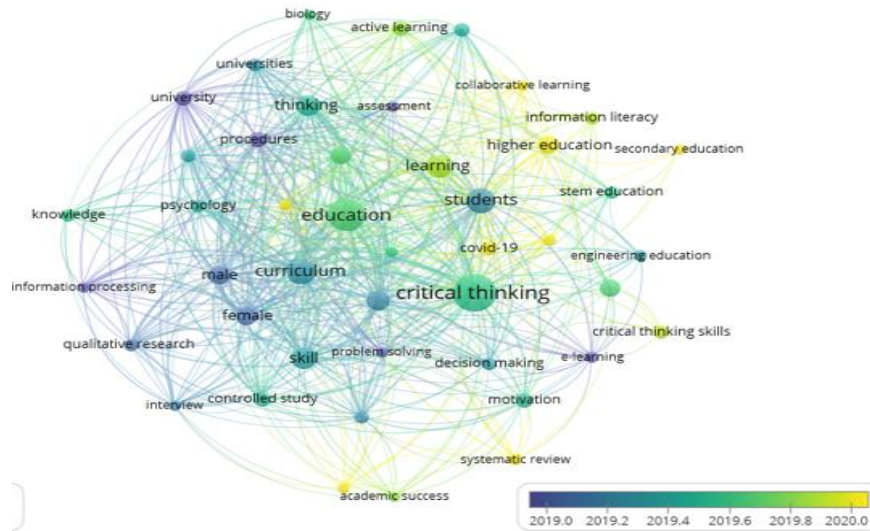 biology
active learning
universities
collaborative learning
university
thinking
assessment
information literacy
procedures
higher education
secondary education
learning
psychology
students
stem education
knowledge
education
covid-19
engineering education
male
curriculum
information processing
critical thinking
female
critical thinking skills
qualitative research
problem solving
skill
decision making
e-learning
interview
controlled study
motivation
systematic review
academic success
2019.0 2019.2 2019.4 2019.6 2019.8 2020.0